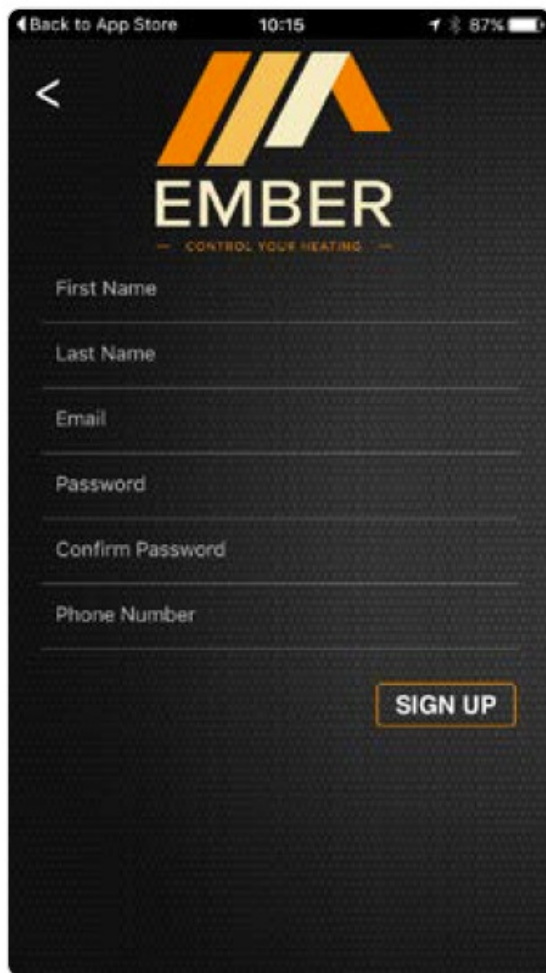 Back to App Store 10:15 87%
<
EMBER
CONTROL YOUR HEATING
First Name
Last Name
Email
Password
Confirm Password
Phone Number
SIGN UP